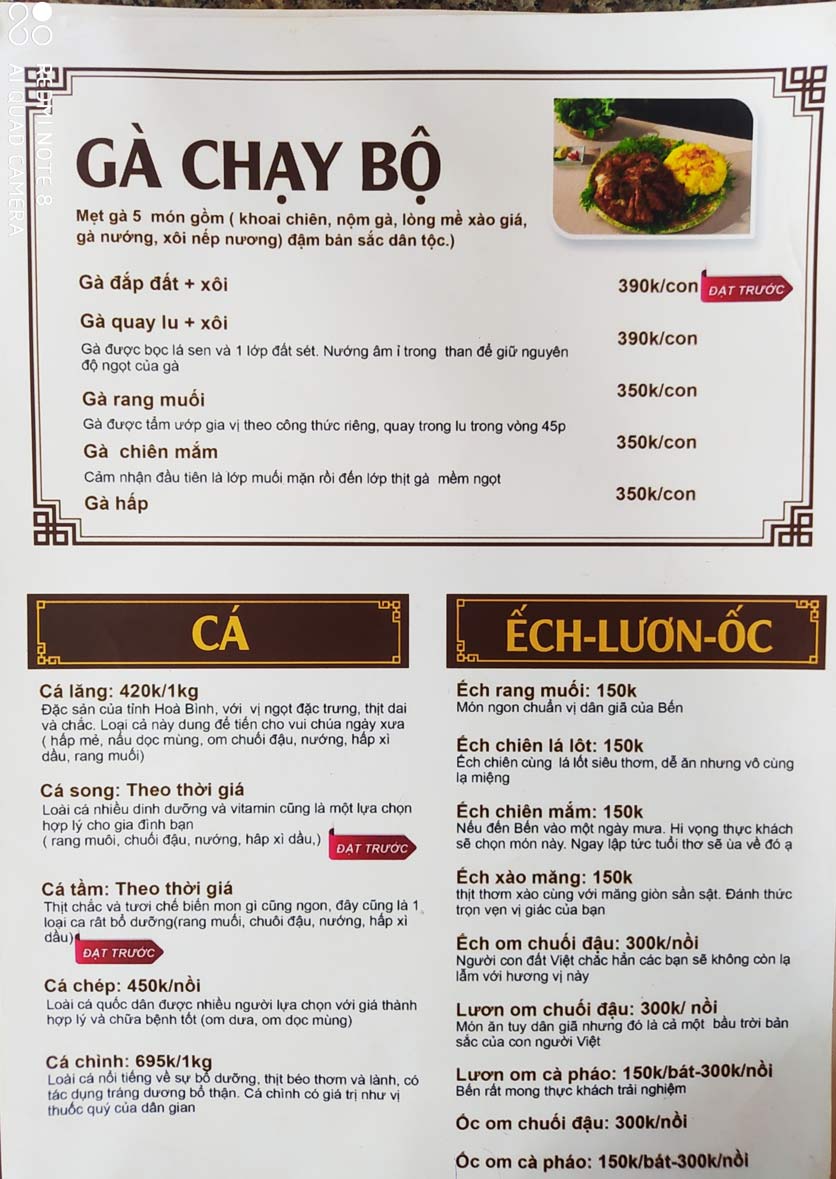 REDMI NOTE 8
AI QUAD CAMERA
GÀ CHẠY BỘ
Mẹt gà 5 món gồm ( khoai chiên, nộm gà, lòng mề xào giá,
gà nướng, xôi nếp nương) đậm bản sắc dân tộc.)
Gà đắp đất + xôi 390k/con ĐẶT TRƯỚC
Gà quay lu + xôi 390k/con
Gà được bọc lá sen và 1 lớp đất sét. Nướng âm ỉ trong than để giữ nguyên
độ ngọt của gà
Gà rang muối 350k/con
Gà được tẩm ướp gia vị theo công thức riêng, quay trong lu trong vòng 45p
Gà chiên mắm 350k/con
Cảm nhận đầu tiên là lớp muối mặn rồi đến lớp thịt gà mềm ngọt
Gà hấp 350k/con
CÁ
Cá lăng: 420k/1kg
Đặc sản của tỉnh Hoà Bình, với vị ngọt đặc trưng, thịt dai
và chắc. Loại cả này dung để tiến cho vui chúa ngày xưa
( hấp mẻ, nấu dọc mùng, om chuối đậu, nướng, hấp xì
dầu, rang muối)
Cá song: Theo thời giá
Loài cá nhiều dinh dưỡng và vitamin cũng là một lựa chọn
hợp lý cho gia đình bạn
( rang muôi, chuối đậu, nướng, hâp xì dầu,) ĐẶT TRƯỚC
Cá tầm: Theo thời giá
Thịt chắc và tươi chế biến mon gì cũng ngon, đây cũng là 1
loại ca rât bổ dưỡng(rang muối, chuôi đậu, nướng, hấp xì
dầu) ĐẶT TRƯỚC
Cá chép: 450k/nồi
Loài cá quốc dân được nhiều người lựa chọn với giá thành
hợp lý và chữa bệnh tốt (om dưa, om dọc mùng)
Cá chình: 695k/1kg
Loài cá nổi tiếng về sự bổ dưỡng, thịt béo thơm và lành, có
tác dụng tráng dương bổ thận. Cá chình có giá trị như vị
thuốc quý của dân gian
ẾCH-LƯƠN-ỐC
Ếch rang muối: 150k
Món ngon chuẩn vị dân giã của Bến
Ếch chiên lá lôt: 150k
Ếch chiên cùng lá lốt siêu thơm, dễ ăn nhưng vô cùng
lạ miệng
Ếch chiên mắm: 150k
Nếu đến Bến vào một ngày mưa. Hi vọng thực khách
sẽ chọn món này. Ngay lập tức tuổi thơ sẽ ùa về đó ạ
Ếch xào măng: 150k
thịt thơm xào cùng với măng giòn sần sật. Đánh thức
trọn vẹn vị giác của bạn
Ếch om chuối đậu: 300k/nồi
Người con đất Việt chắc hẳn các bạn sẽ không còn lạ
lẫm với hương vị này
Lươn om chuối đậu: 300k/ nồi
Món ăn tuy dân giã nhưng đó là cả một bầu trời bản
sắc của con người Việt
Lươn om cà pháo: 150k/bát-300k/nồi
Bến rất mong thực khách trải nghiệm
Ốc om chuối đậu: 300k/nồi
Ốc om cà pháo: 150k/bát-300k/nồi